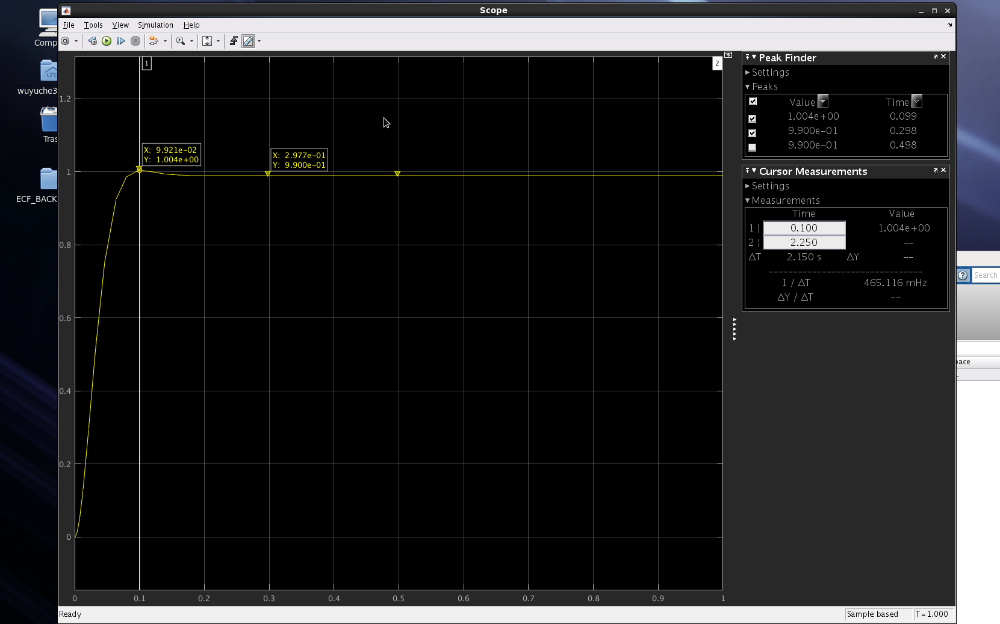 Scope
File Tools View Simulation Help
Comp
wuyuche3
Tras
ECF_BACK
1
2
1.2
1
0.8
0.6
0.4
0.2
0
X: 9.921e-02
Y: 1.004e+00
X: 2.977e-01
Y: 9.900e-01
0 0.1 0.2 0.3 0.4 0.5 0.6 0.7 0.8 0.9 1
Peak Finder
Settings
Peaks
Value Time
1.004e+00 0.099
9.900e-01 0.298
9.900e-01 0.498
Cursor Measurements
Settings
Measurements
Time Value
1 | 0.100 1.004e+00
2 ¦ 2.250 --
ΔT 2.150 s ΔY --
1 / ΔT 465.116 mHz
ΔY / ΔT --
? Search
pace
Ready
Sample based T=1.000